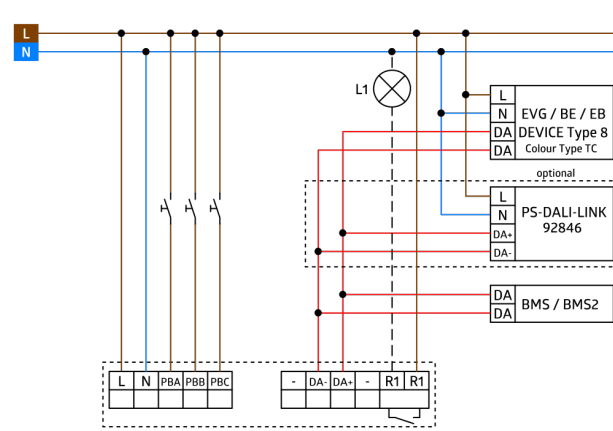 L
N
L1
L
N EVG / BE / EB
DA DEVICE Type 8
DA Colour Type TC
optional
L
N PS-DALI-LINK
DA+ 92846
DA-
DA
DA BMS / BMS2
L N PBA PBB PBC - DA- DA+ - R1 R1